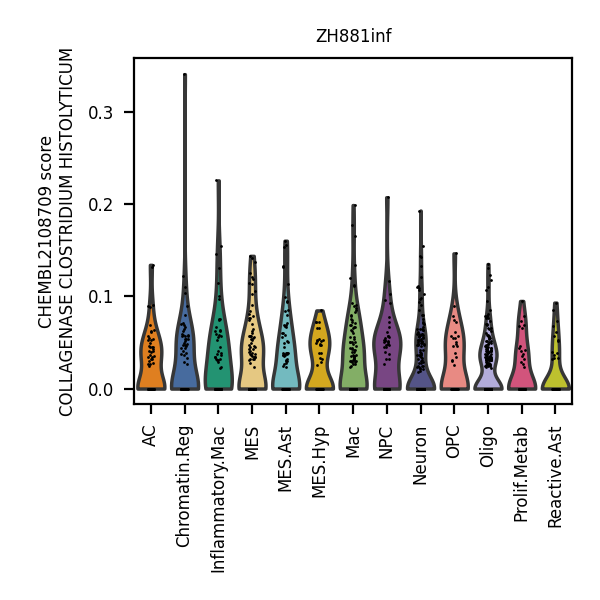 ZH881inf
CHEMBL2108709 score
COLLAGENASE CLOSTRIDIUM HISTOLYTICUM
0.3
0.2
0.1
0.0
AC
Chromatin.Reg
Inflammatory.Mac
MES
MES.Ast
MES.Hyp
Mac
NPC
Neuron
OPC
Oligo
Prolif.Metab
Reactive.Ast